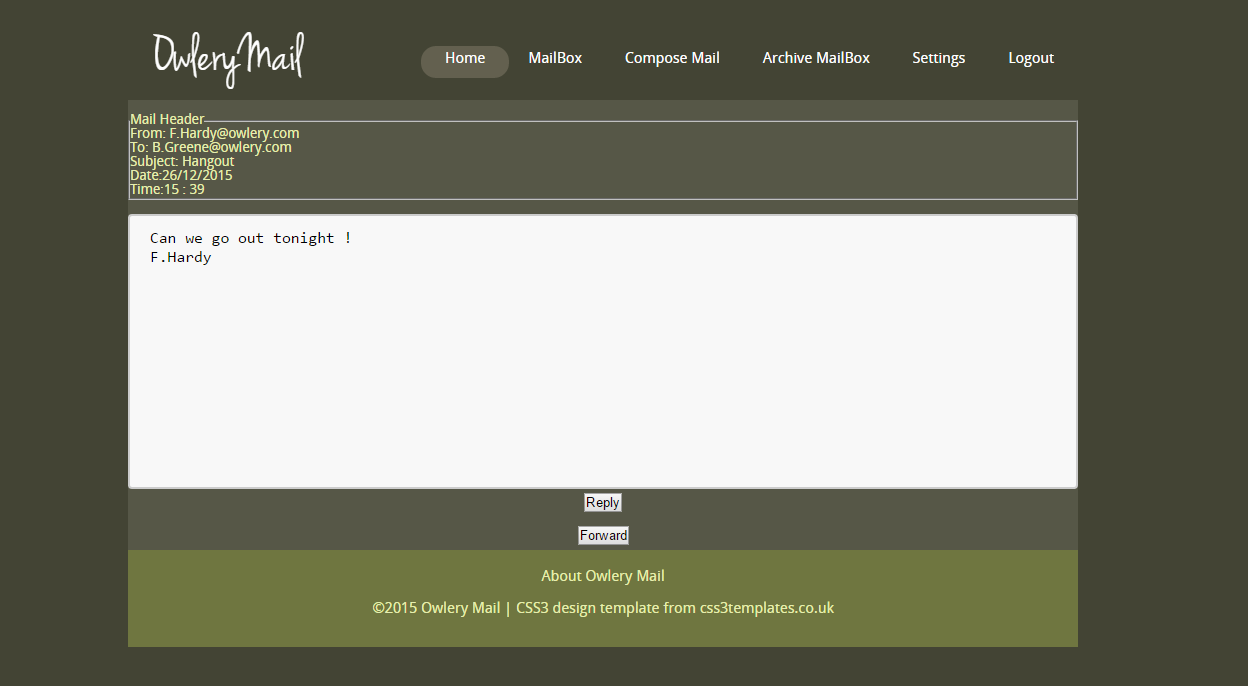 Owlery Mail
Home MailBox Compose Mail Archive MailBox Settings Logout
Mail Header
From: F.Hardy@owlery.com
To: B.Greene@owlery.com
Subject: Hangout
Date:26/12/2015
Time:15 : 39
Can we go out tonight !
F.Hardy
Reply
Forward
About Owlery Mail
©2015 Owlery Mail | CSS3 design template from css3templates.co.uk